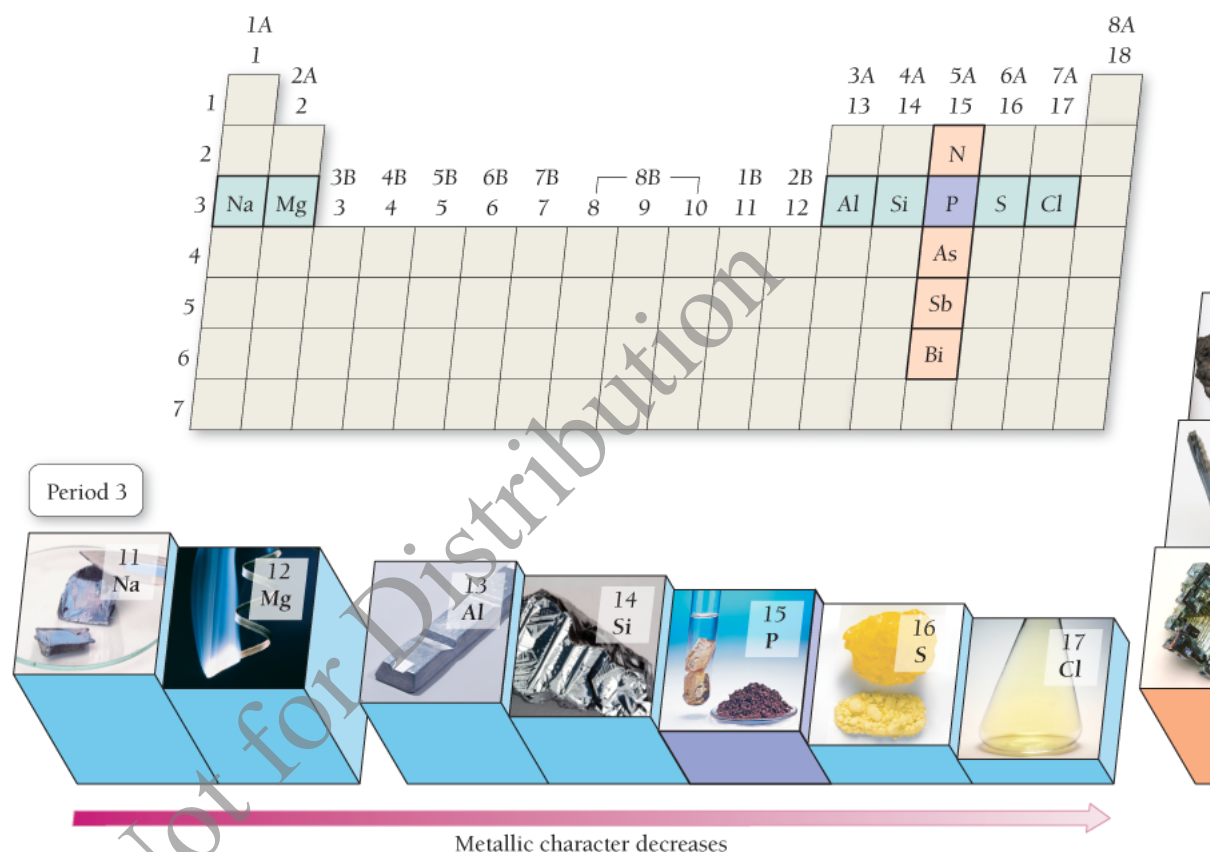 1A
1
8A
18
2A
2
3A 4A 5A 6A 7A
13 14 15 16 17
1
2
N
3B 4B 5B 6B 7B 8B 1B 2B
3 4 5 6 7 8 9 10 11 12
3 Na Mg Al Si P S Cl
4 As
5 Sb
6 Bi
7
Period 3
11
Na
12
Mg
13
Al
14
Si
15
P
16
S
17
Cl
Metallic character decreases
Not for Distribution